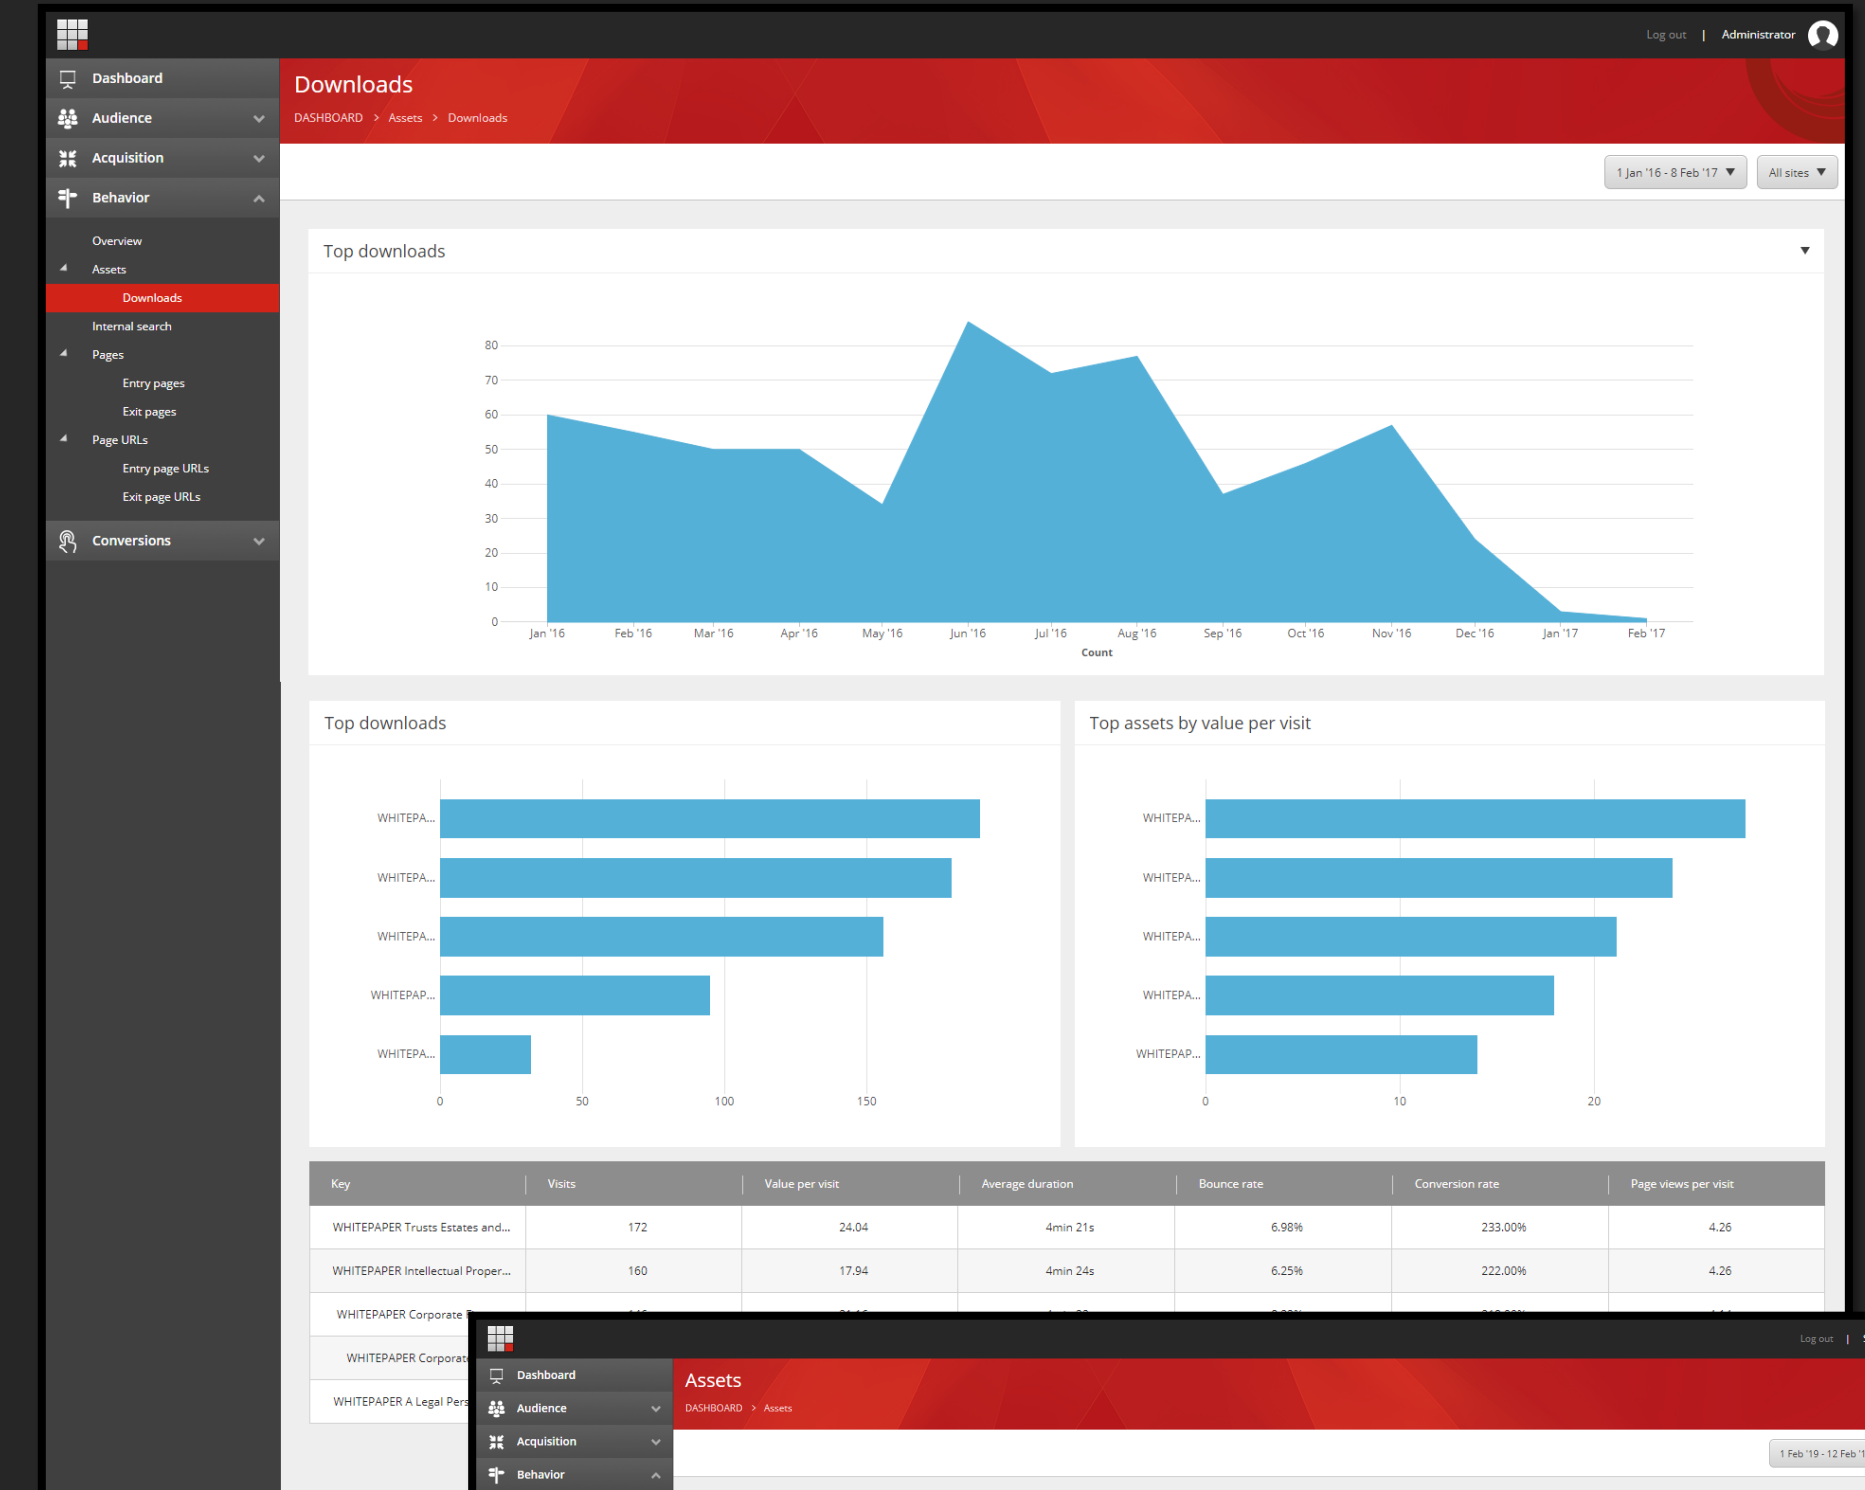 Log out | Administrator
Dashboard
Audience
Acquisition
Behavior
Overview
Assets
Downloads
Internal search
Pages
Entry pages
Exit pages
Page URLs
Entry page URLs
Exit page URLs
Conversions
Downloads
DASHBOARD > Assets > Downloads
1 Jan '16 - 8 Feb '17
All sites
Top downloads
80
70
60
50
40
30
20
10
0
Jan '16 Feb '16 Mar '16 Apr '16 May '16 Jun '16 Jul '16 Aug '16 Sep '16 Oct '16 Nov '16 Dec '16 Jan '17 Feb '17
Count
Top downloads
WHITEPA...
WHITEPA...
WHITEPA...
WHITEPAP...
WHITEPA...
0 50 100 150
Top assets by value per visit
WHITEPA...
WHITEPA...
WHITEPA...
WHITEPA...
WHITEPAP...
0 10 20
Key Visits Value per visit Average duration Bounce rate Conversion rate Page views per visit
WHITEPAPER Trusts Estates and... 172 24.04 4min 21s 6.98% 233.00% 4.26
WHITEPAPER Intellectual Proper... 160 17.94 4min 24s 6.25% 222.00% 4.26
WHITEPAPER Corporate
WHITEPAPER Corporate
WHITEPAPER A Legal Pers
Log out |
Dashboard
Audience
Acquisition
Behavior
Assets
DASHBOARD > Assets
1 Feb '19 - 12 Feb '1